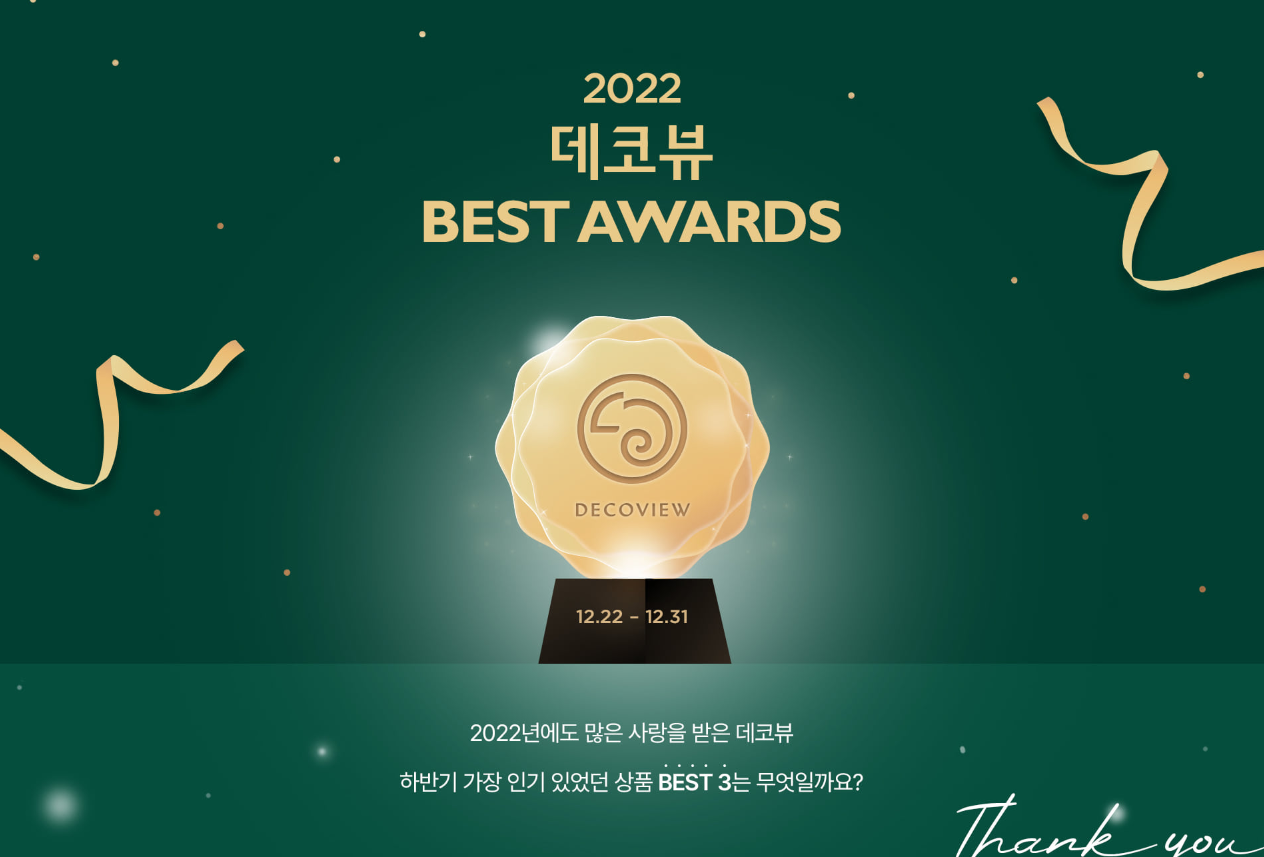 2022
데코뷰
BEST AWARDS
DECOVIEW
12.22 - 12.31
2022년에도 많은 사랑을 받은 데코뷰
하반기 가장 인기 있었던 상품 BEST 3는 무엇일까요?
Thank you